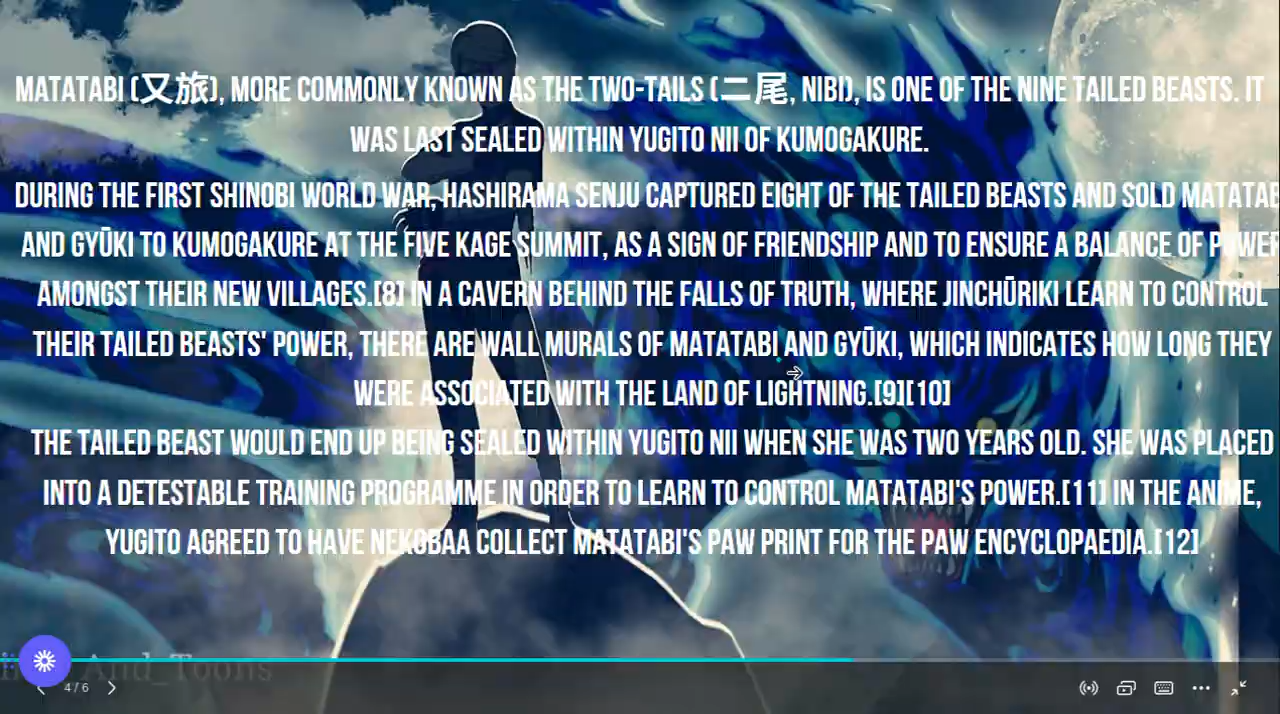 MATATABI (又旅), MORE COMMONLY KNOWN AS THE TWO-TAILS (二尾, NIBI), IS ONE OF THE NINE TAILED BEASTS. IT
WAS LAST SEALED WITHIN YUGITO NII OF KUMOGAKURE.
DURING THE FIRST SHINOBI WORLD WAR, HASHIRAMA SENJU CAPTURED EIGHT OF THE TAILED BEASTS AND SOLD MATATAB
AND GYŪKI TO KUMOGAKURE AT THE FIVE KAGE SUMMIT, AS A SIGN OF FRIENDSHIP AND TO ENSURE A BALANCE OF POWER
AMONGST THEIR NEW VILLAGES.[8] IN A CAVERN BEHIND THE FALLS OF TRUTH, WHERE JINCHŪRIKI LEARN TO CONTROL
THEIR TAILED BEASTS' POWER, THERE ARE WALL MURALS OF MATATABI AND GYŪKI, WHICH INDICATES HOW LONG THEY
WERE ASSOCIATED WITH THE LAND OF LIGHTNING.[9][10]
THE TAILED BEAST WOULD END UP BEING SEALED WITHIN YUGITO NII WHEN SHE WAS TWO YEARS OLD. SHE WAS PLACED
INTO A DETESTABLE TRAINING PROGRAMME IN ORDER TO LEARN TO CONTROL MATATABI'S POWER.[11] IN THE ANIME,
YUGITO AGREED TO HAVE NEKOBAA COLLECT MATATABI'S PAW PRINT FOR THE PAW ENCYCLOPAEDIA.[12]
And_Toons
4/6